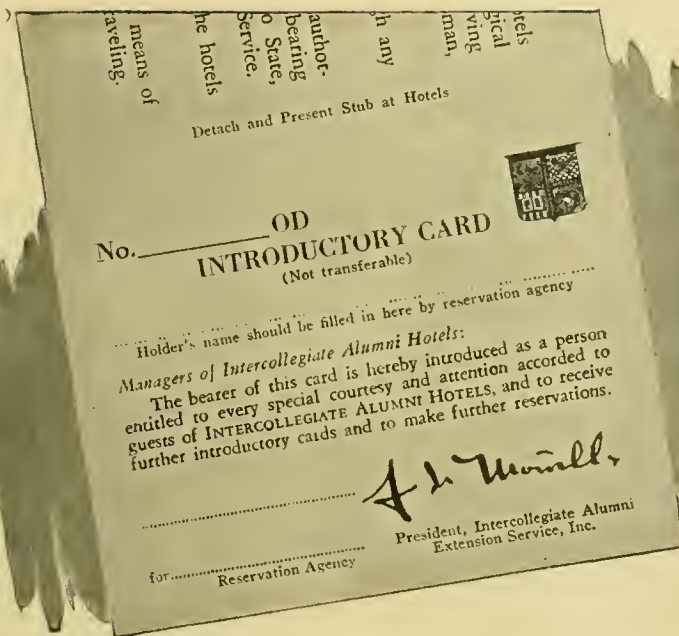 means of
raveling.
he hotels
author-
bearing
o State,
Service.
h any
otels
gical
ving
man,
Detach and Present Stub at Hotels
No. OD
INTRODUCTORY CARD
(Not transferable)
Holder's name should be filled in here by reservation agency
Managers of Intercollegiate Alumni Hotels:
The bearer of this card is hereby introduced as a person
entitled to every special courtesy and attention accorded to
guests of INTERCOLLEGIATE ALUMNI HOTELS, and to receive
further introductory cards and to make further reservations.
President, Intercollegiate Alumni
Extension Service, Inc.
for
Reservation Agency